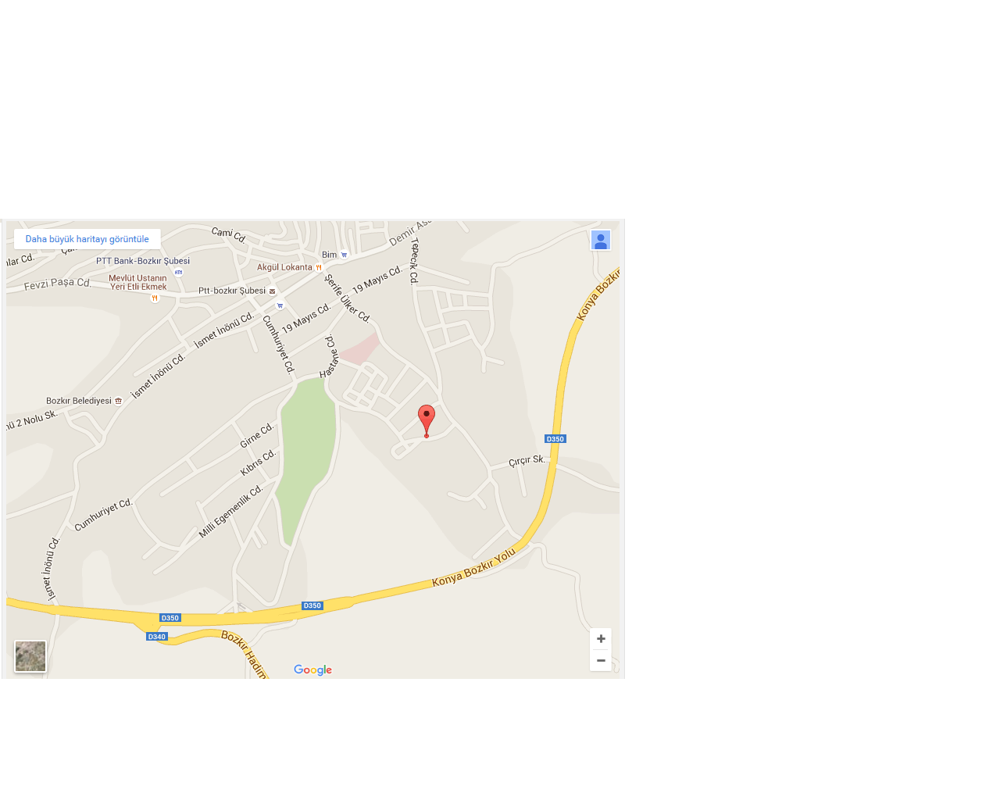 Daha büyük haritayı görüntüle
Cami Cd.
Demir Asa
Tepecik Cd.
Bim
PTT Bank-Bozkır Şubesi
Akgül Lokanta
Mevlüt Ustanın
Yeri Etli Ekmek
Fevzi Paşa Cd.
Ptt-bozkır Şubesi
Şerife Ülker Cd.
19 Mayıs Cd.
19 Mayıs Cd.
Konya Bozkır
İsmet İnönü Cd.
Cumhuriyet Cd.
Hastane Cd.
İsmet İnönü Cd.
Bozkır Belediyesi
nü 2 Nolu Sk.
Girne Cd.
Kıbrıs Cd.
D350
Çırçır Sk.
Milli Egemenlik Cd.
Cumhuriyet Cd.
İsmet İnönü Cd.
Konya Bozkır Yolu
D350
D350
D340
Bozkır Hadim
Google
+
−